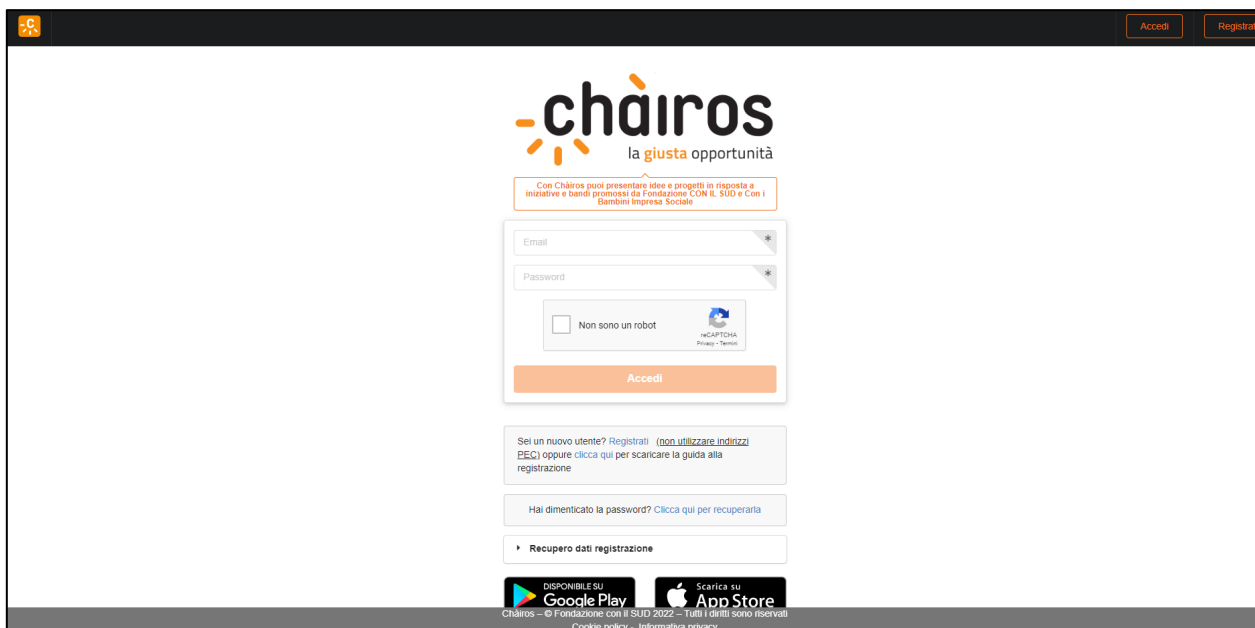 C
Accedi
Registrat
chàiros
la giusta opportunità
Con Chàiros puoi presentare idee e progetti in risposta a
iniziative e bandi promossi da Fondazione CON IL SUD e Con i
Bambini Impresa Sociale
Email *
Password *
Non sono un robot
reCAPTCHA
Privacy - Termini
Accedi
Sei un nuovo utente? Registrati (non utilizzare indirizzi
PEC) oppure clicca qui per scaricare la guida alla
registrazione
Hai dimenticato la password? Clicca qui per recuperarla
Recupero dati registrazione
DISPONIBILE SU
Google Play
Scarica su
App Store
Chàiros – © Fondazione con il SUD 2022 – Tutti i diritti sono riservati
Cookie policy - Informativa privacy